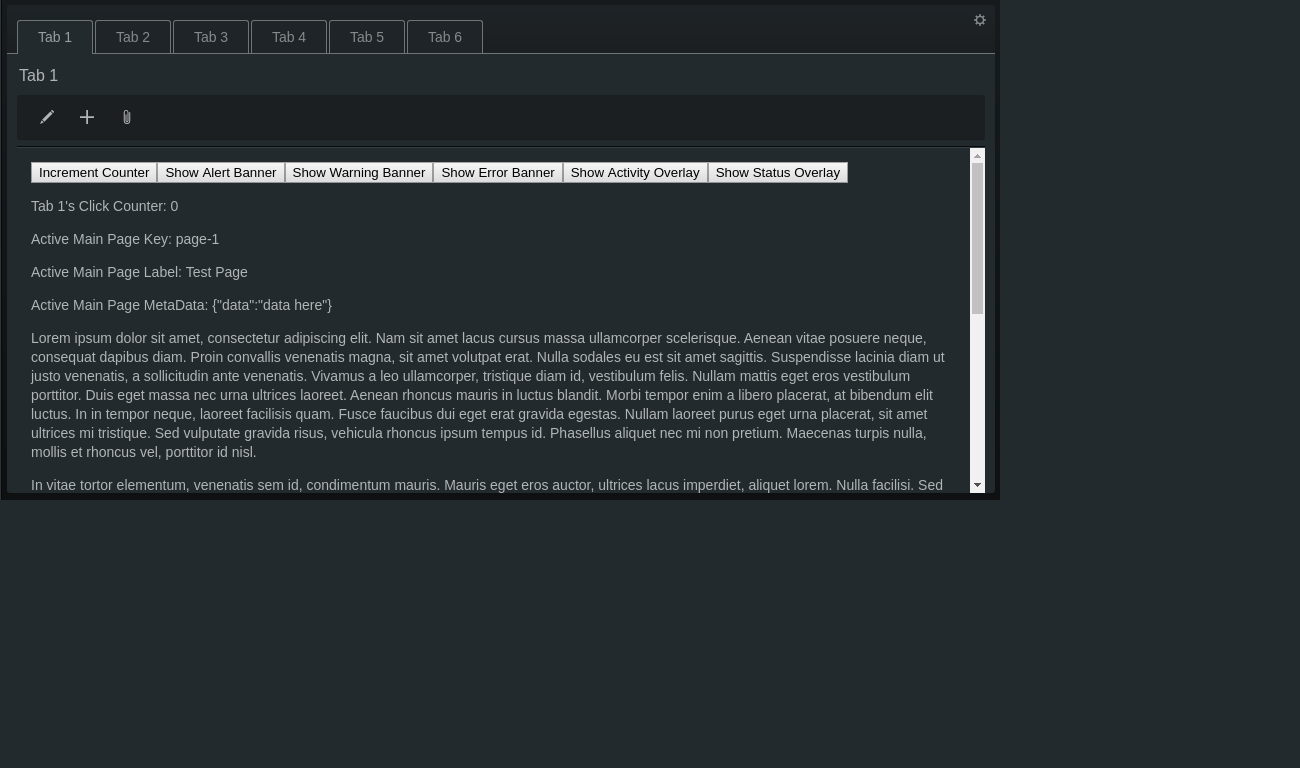 Tab 1 Tab 2 Tab 3 Tab 4 Tab 5 Tab 6
Tab 1
Increment Counter Show Alert Banner Show Warning Banner Show Error Banner Show Activity Overlay Show Status Overlay
Tab 1's Click Counter: 0
Active Main Page Key: page-1
Active Main Page Label: Test Page
Active Main Page MetaData: {"data":"data here"}
Lorem ipsum dolor sit amet, consectetur adipiscing elit. Nam sit amet lacus cursus massa ullamcorper scelerisque. Aenean vitae posuere neque,
consequat dapibus diam. Proin convallis venenatis magna, sit amet volutpat erat. Nulla sodales eu est sit amet sagittis. Suspendisse lacinia diam ut
justo venenatis, a sollicitudin ante venenatis. Vivamus a leo ullamcorper, tristique diam id, vestibulum felis. Nullam mattis eget eros vestibulum
porttitor. Duis eget massa nec urna ultrices laoreet. Aenean rhoncus mauris in luctus blandit. Morbi tempor enim a libero placerat, at bibendum elit
luctus. In in tempor neque, laoreet facilisis quam. Fusce faucibus dui eget erat gravida egestas. Nullam laoreet purus eget urna placerat, sit amet
ultrices mi tristique. Sed vulputate gravida risus, vehicula rhoncus ipsum tempus id. Phasellus aliquet nec mi non pretium. Maecenas turpis nulla,
mollis et rhoncus vel, porttitor id nisl.
In vitae tortor elementum, venenatis sem id, condimentum mauris. Mauris eget eros auctor, ultrices lacus imperdiet, aliquet lorem. Nulla facilisi. Sed